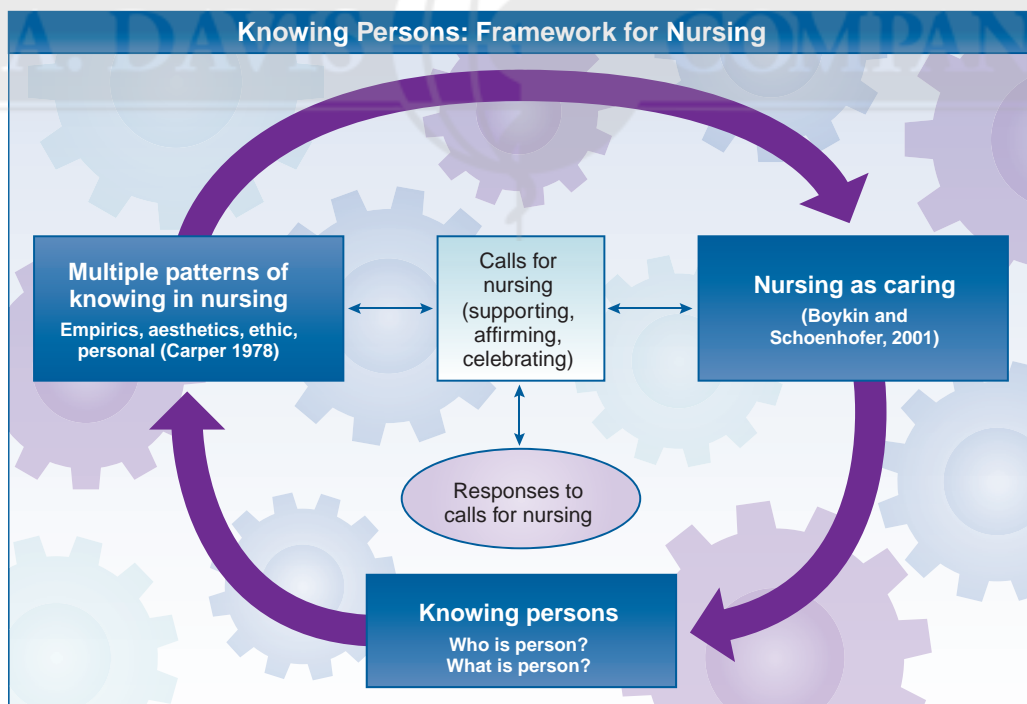 A. DAVIS COMPAN
Knowing Persons: Framework for Nursing
Multiple patterns of
knowing in nursing
Empirics, aesthetics, ethic,
personal (Carper 1978)
Calls for
nursing
(supporting,
affirming,
celebrating)
Nursing as caring
(Boykin and
Schoenhofer, 2001)
Responses to
calls for nursing
Knowing persons
Who is person?
What is person?